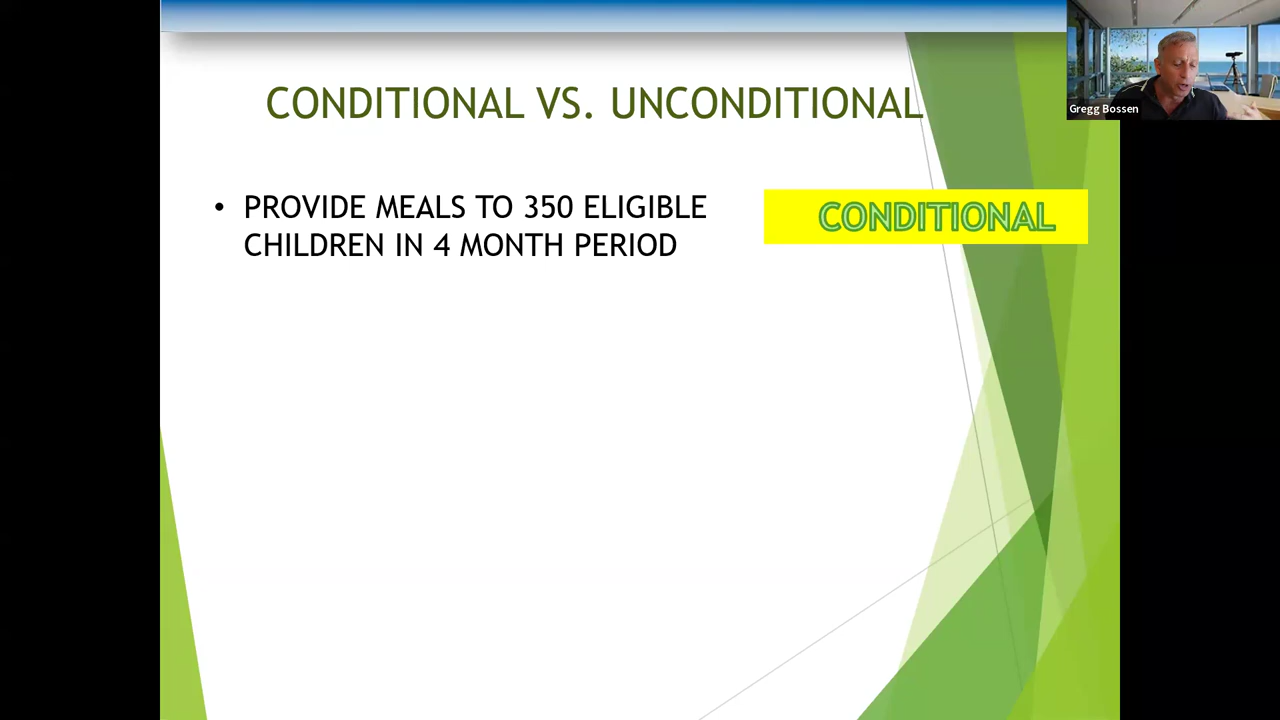 CONDITIONAL VS. UNCONDITIONAL
• PROVIDE MEALS TO 350 ELIGIBLE
CHILDREN IN 4 MONTH PERIOD
CONDITIONAL
Gregg Bossen